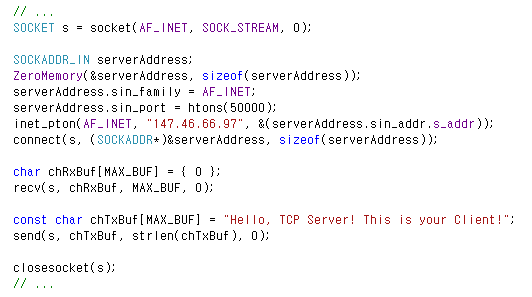 // ...
SOCKET s = socket(AF_INET, SOCK_STREAM, 0);
SOCKADDR_IN serverAddress;
ZeroMemory(&serverAddress, sizeof(serverAddress));
serverAddress.sin_family = AF_INET;
serverAddress.sin_port = htons(50000);
inet_pton(AF_INET, "147.46.66.97", &(serverAddress.sin_addr.s_addr));
connect(s, (SOCKADDR*)&serverAddress, sizeof(serverAddress));
char chRxBuf[MAX_BUF] = { 0 };
recv(s, chRxBuf, MAX_BUF, 0);
const char chTxBuf[MAX_BUF] = "Hello, TCP Server! This is your Client!";
send(s, chTxBuf, strlen(chTxBuf), 0);
closesocket(s);
// ...